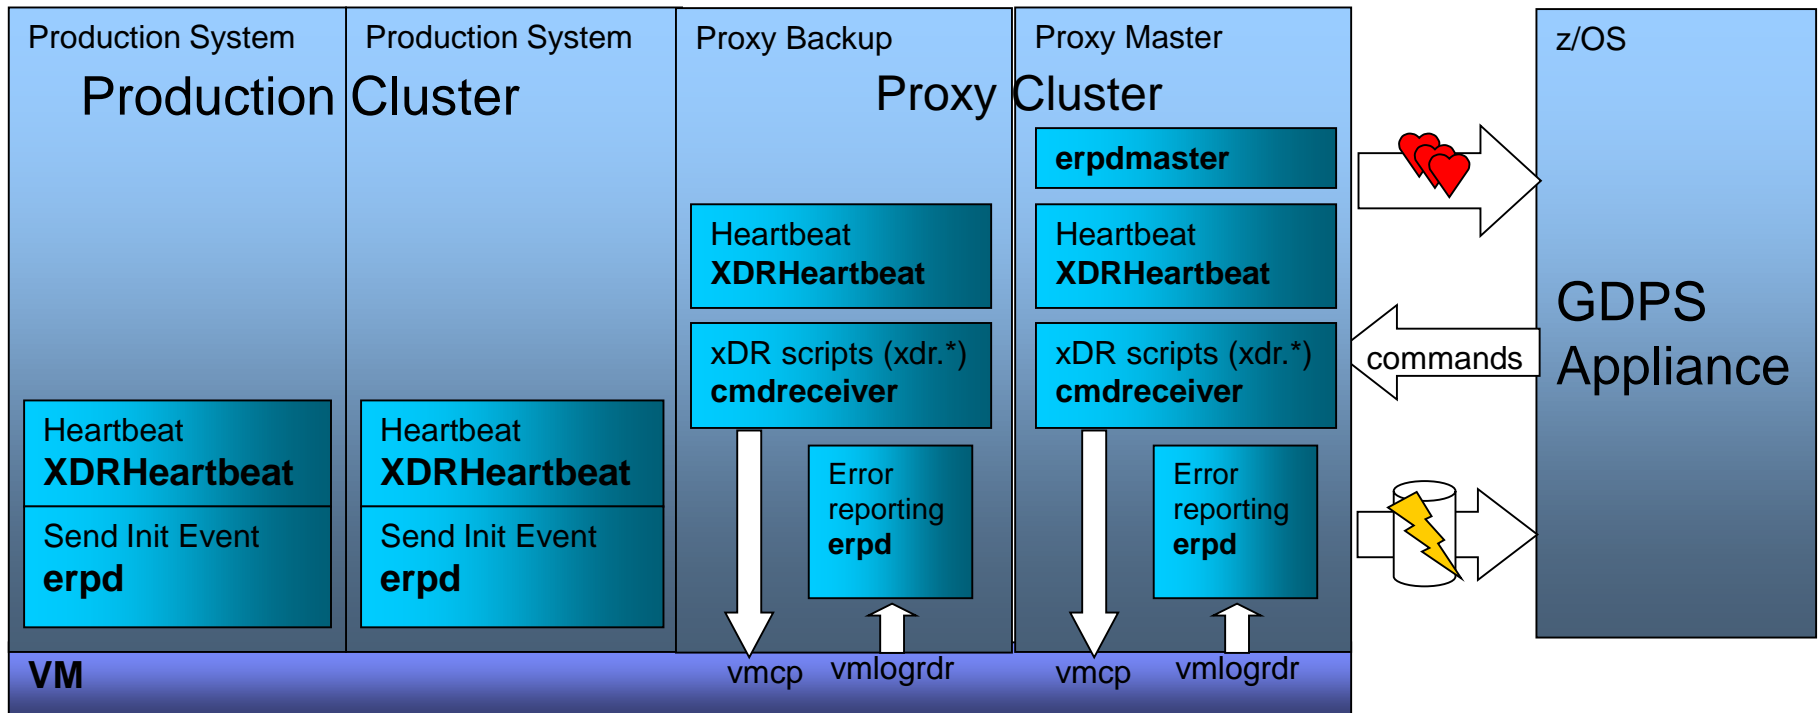 Production System
Production System
Production Cluster
Proxy Backup
Proxy Master
Proxy Cluster
z/OS
erpdmaster
Heartbeat
XDRHeartbeat
Heartbeat
XDRHeartbeat
xDR scripts (xdr.*)
cmdreceiver
xDR scripts (xdr.*)
cmdreceiver
commands
GDPS
Appliance
Heartbeat
XDRHeartbeat
Send Init Event
erpd
Heartbeat
XDRHeartbeat
Send Init Event
erpd
Error
reporting
erpd
Error
reporting
erpd
VM
vmcp
vmlogrdr
vmcp
vmlogrdr